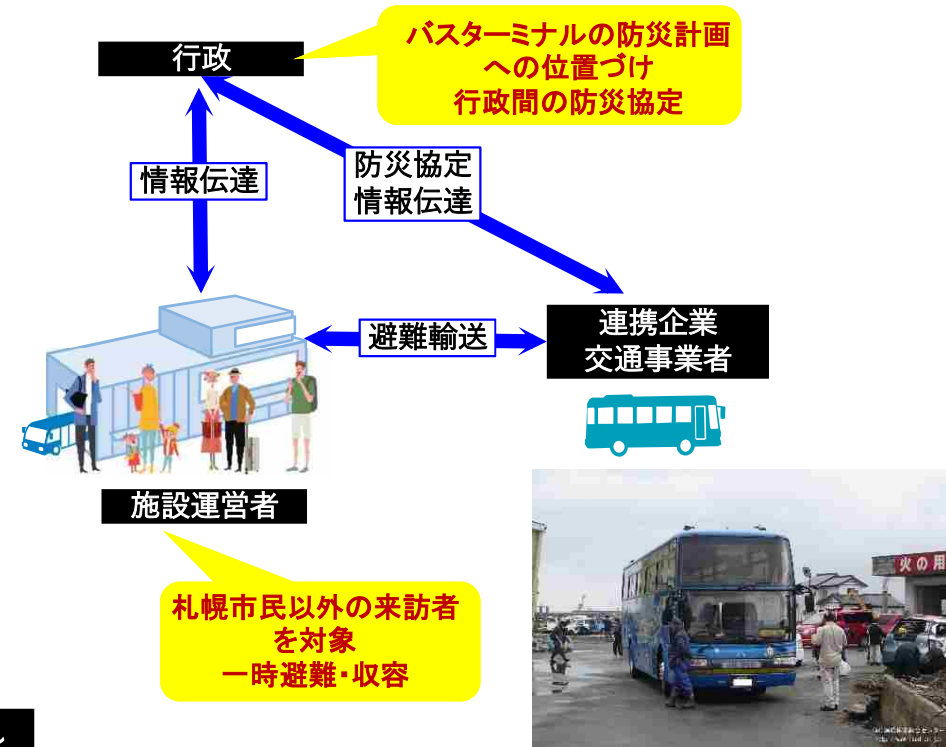 バスターミナルの防災計画
への位置づけ
行政間の防災協定
行政
防災協定
情報伝達
情報伝達
連携企業
交通事業者
避難輸送
施設運営者
札幌市民以外の来訪者
を対象
一時避難・収容
火の用